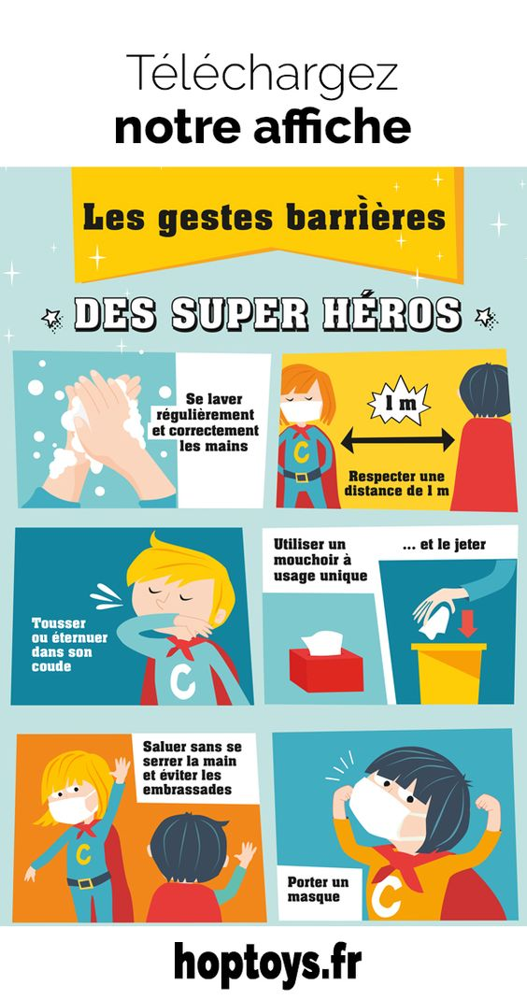 Téléchargez
notre affiche
Les gestes barrières
DES SUPER HÉROS
Se laver
régulièrement
et correctement
les mains
1 m
C
Respecter une
distance de 1 m
Tousser
ou éternuer
dans son
coude
C
Utiliser un
mouchoir à
usage unique
... et le jeter
Saluer sans se
serrer la main
et éviter les
embrassades
C
Porter un
masque
C
hoptoys.fr